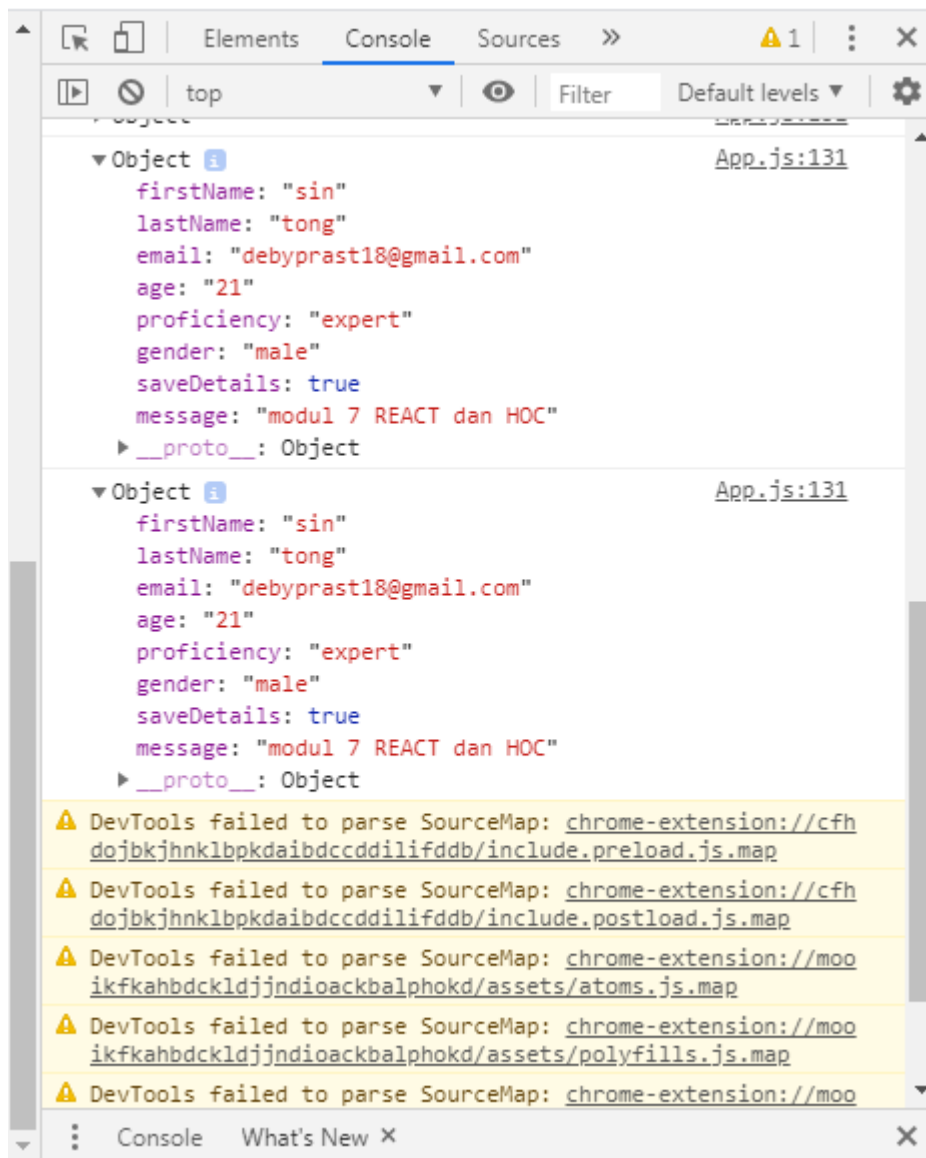 Elements Console Sources » 1
top Filter Default levels
Object App.js:131
firstName: "sin"
lastName: "tong"
email: "debyprast18@gmail.com"
age: "21"
proficiency: "expert"
gender: "male"
saveDetails: true
message: "modul 7 REACT dan HOC"
__proto__: Object
Object App.js:131
firstName: "sin"
lastName: "tong"
email: "debyprast18@gmail.com"
age: "21"
proficiency: "expert"
gender: "male"
saveDetails: true
message: "modul 7 REACT dan HOC"
__proto__: Object
DevTools failed to parse SourceMap: chrome-extension://cfh
dojbkjhnklbpkdaibdccddilifddb/include.preload.js.map
DevTools failed to parse SourceMap: chrome-extension://cfh
dojbkjhnklbpkdaibdccddilifddb/include.postload.js.map
DevTools failed to parse SourceMap: chrome-extension://moo
ikfkahbdckldjjndioackbalphokd/assets/atoms.js.map
DevTools failed to parse SourceMap: chrome-extension://moo
ikfkahbdckldjjndioackbalphokd/assets/polyfills.js.map
DevTools failed to parse SourceMap: chrome-extension://moo
Console What's New